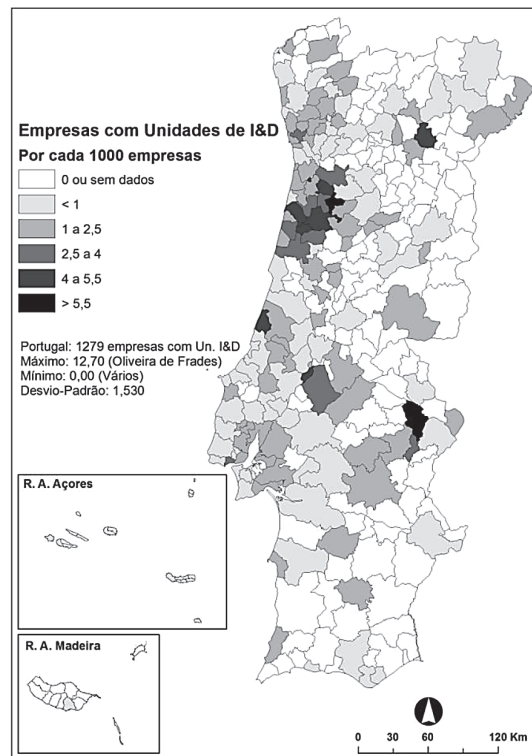 Empresas com Unidades de I&D
Por cada 1000 empresas
0 ou sem dados
< 1
1 a 2,5
2,5 a 4
4 a 5,5
> 5,5
Portugal: 1279 empresas com Un. I&D
Máximo: 12,70 (Oliveira de Frades)
Mínimo: 0,00 (Vários)
Desvio-Padrão: 1,530
R. A. Açores
R. A. Madeira
0 30 60 120 Km